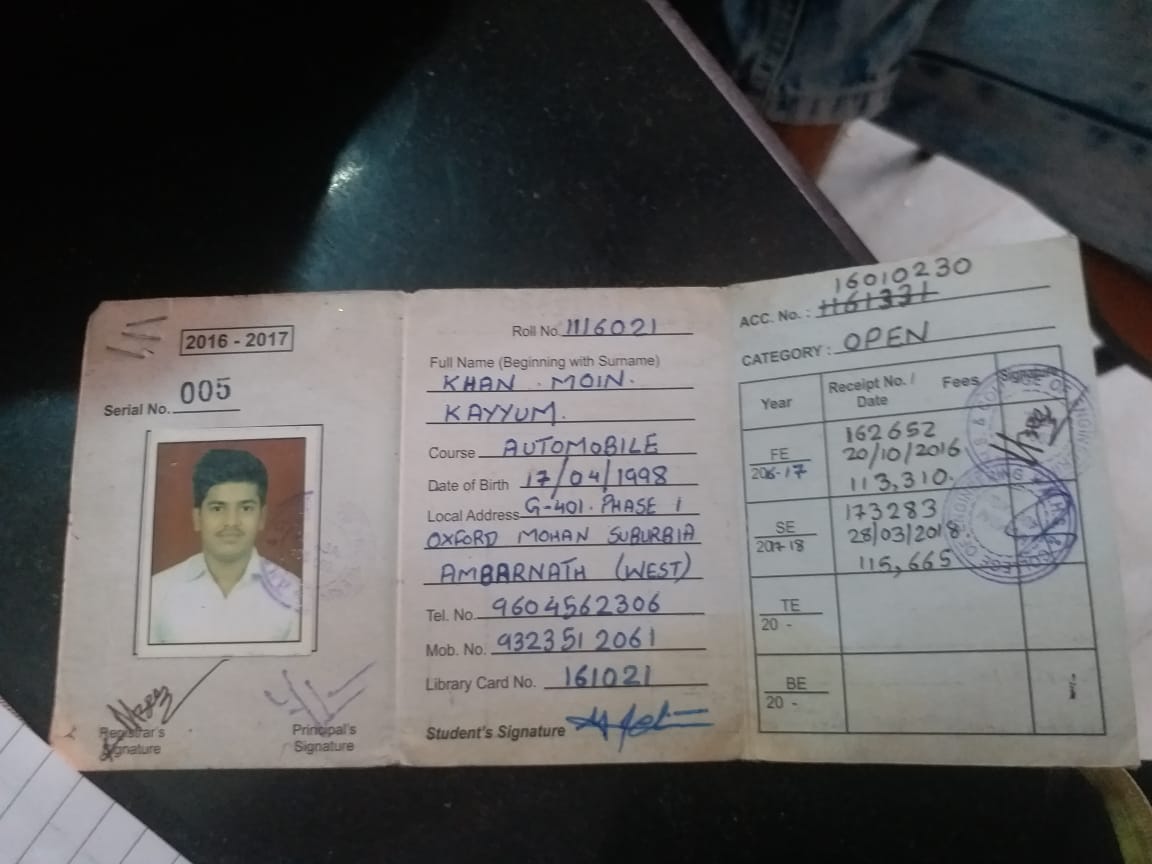 2016 - 2017
Serial No. 005
Registrar's
Signature
Principal's
Signature
Roll No. 1116021
Full Name (Beginning with Surname)
KHAN . MOIN.
KAYYUM.
Course AUTOMOBILE
Date of Birth 17/04/1998
Local Address G-401. PHASE 1
OXFORD MOHAN SUBURBIA
AMBARNATH (WEST)
Tel. No. 9604562306
Mob. No. 9323512061
Library Card No. 161021
Student's Signature
16010230
ACC. No. : 1161331
CATEGORY : OPEN
Year Receipt No. / Date Fees Signature
FE 2016-17 162652
20/10/2016
113,310.
SE 2017-18 173283
28/03/2018
115,665
TE
20 -
BE
20 -